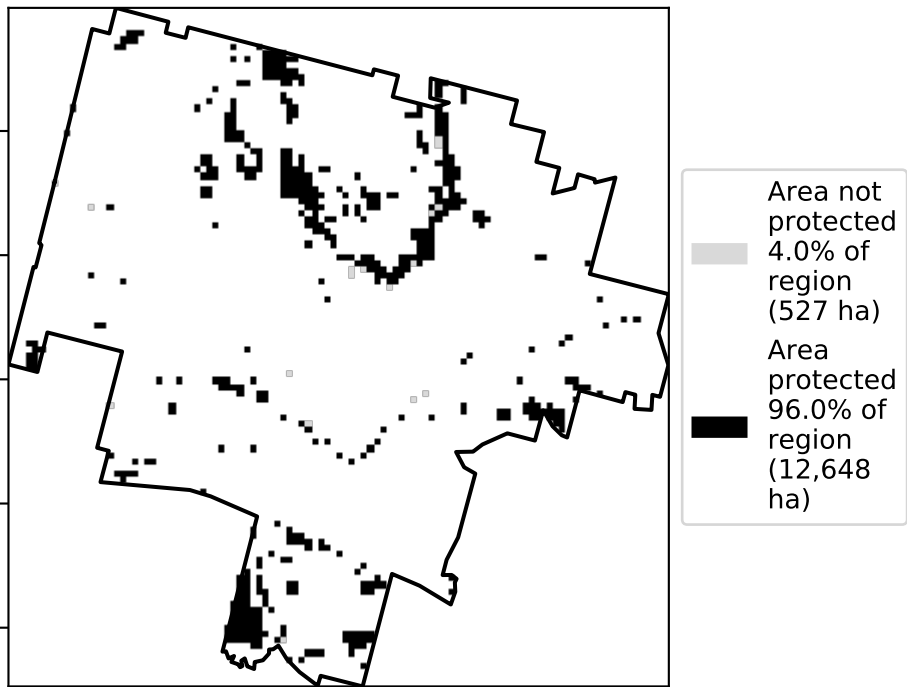 Area not
protected
4.0% of
region
(527 ha)
Area
protected
96.0% of
region
(12,648
ha)